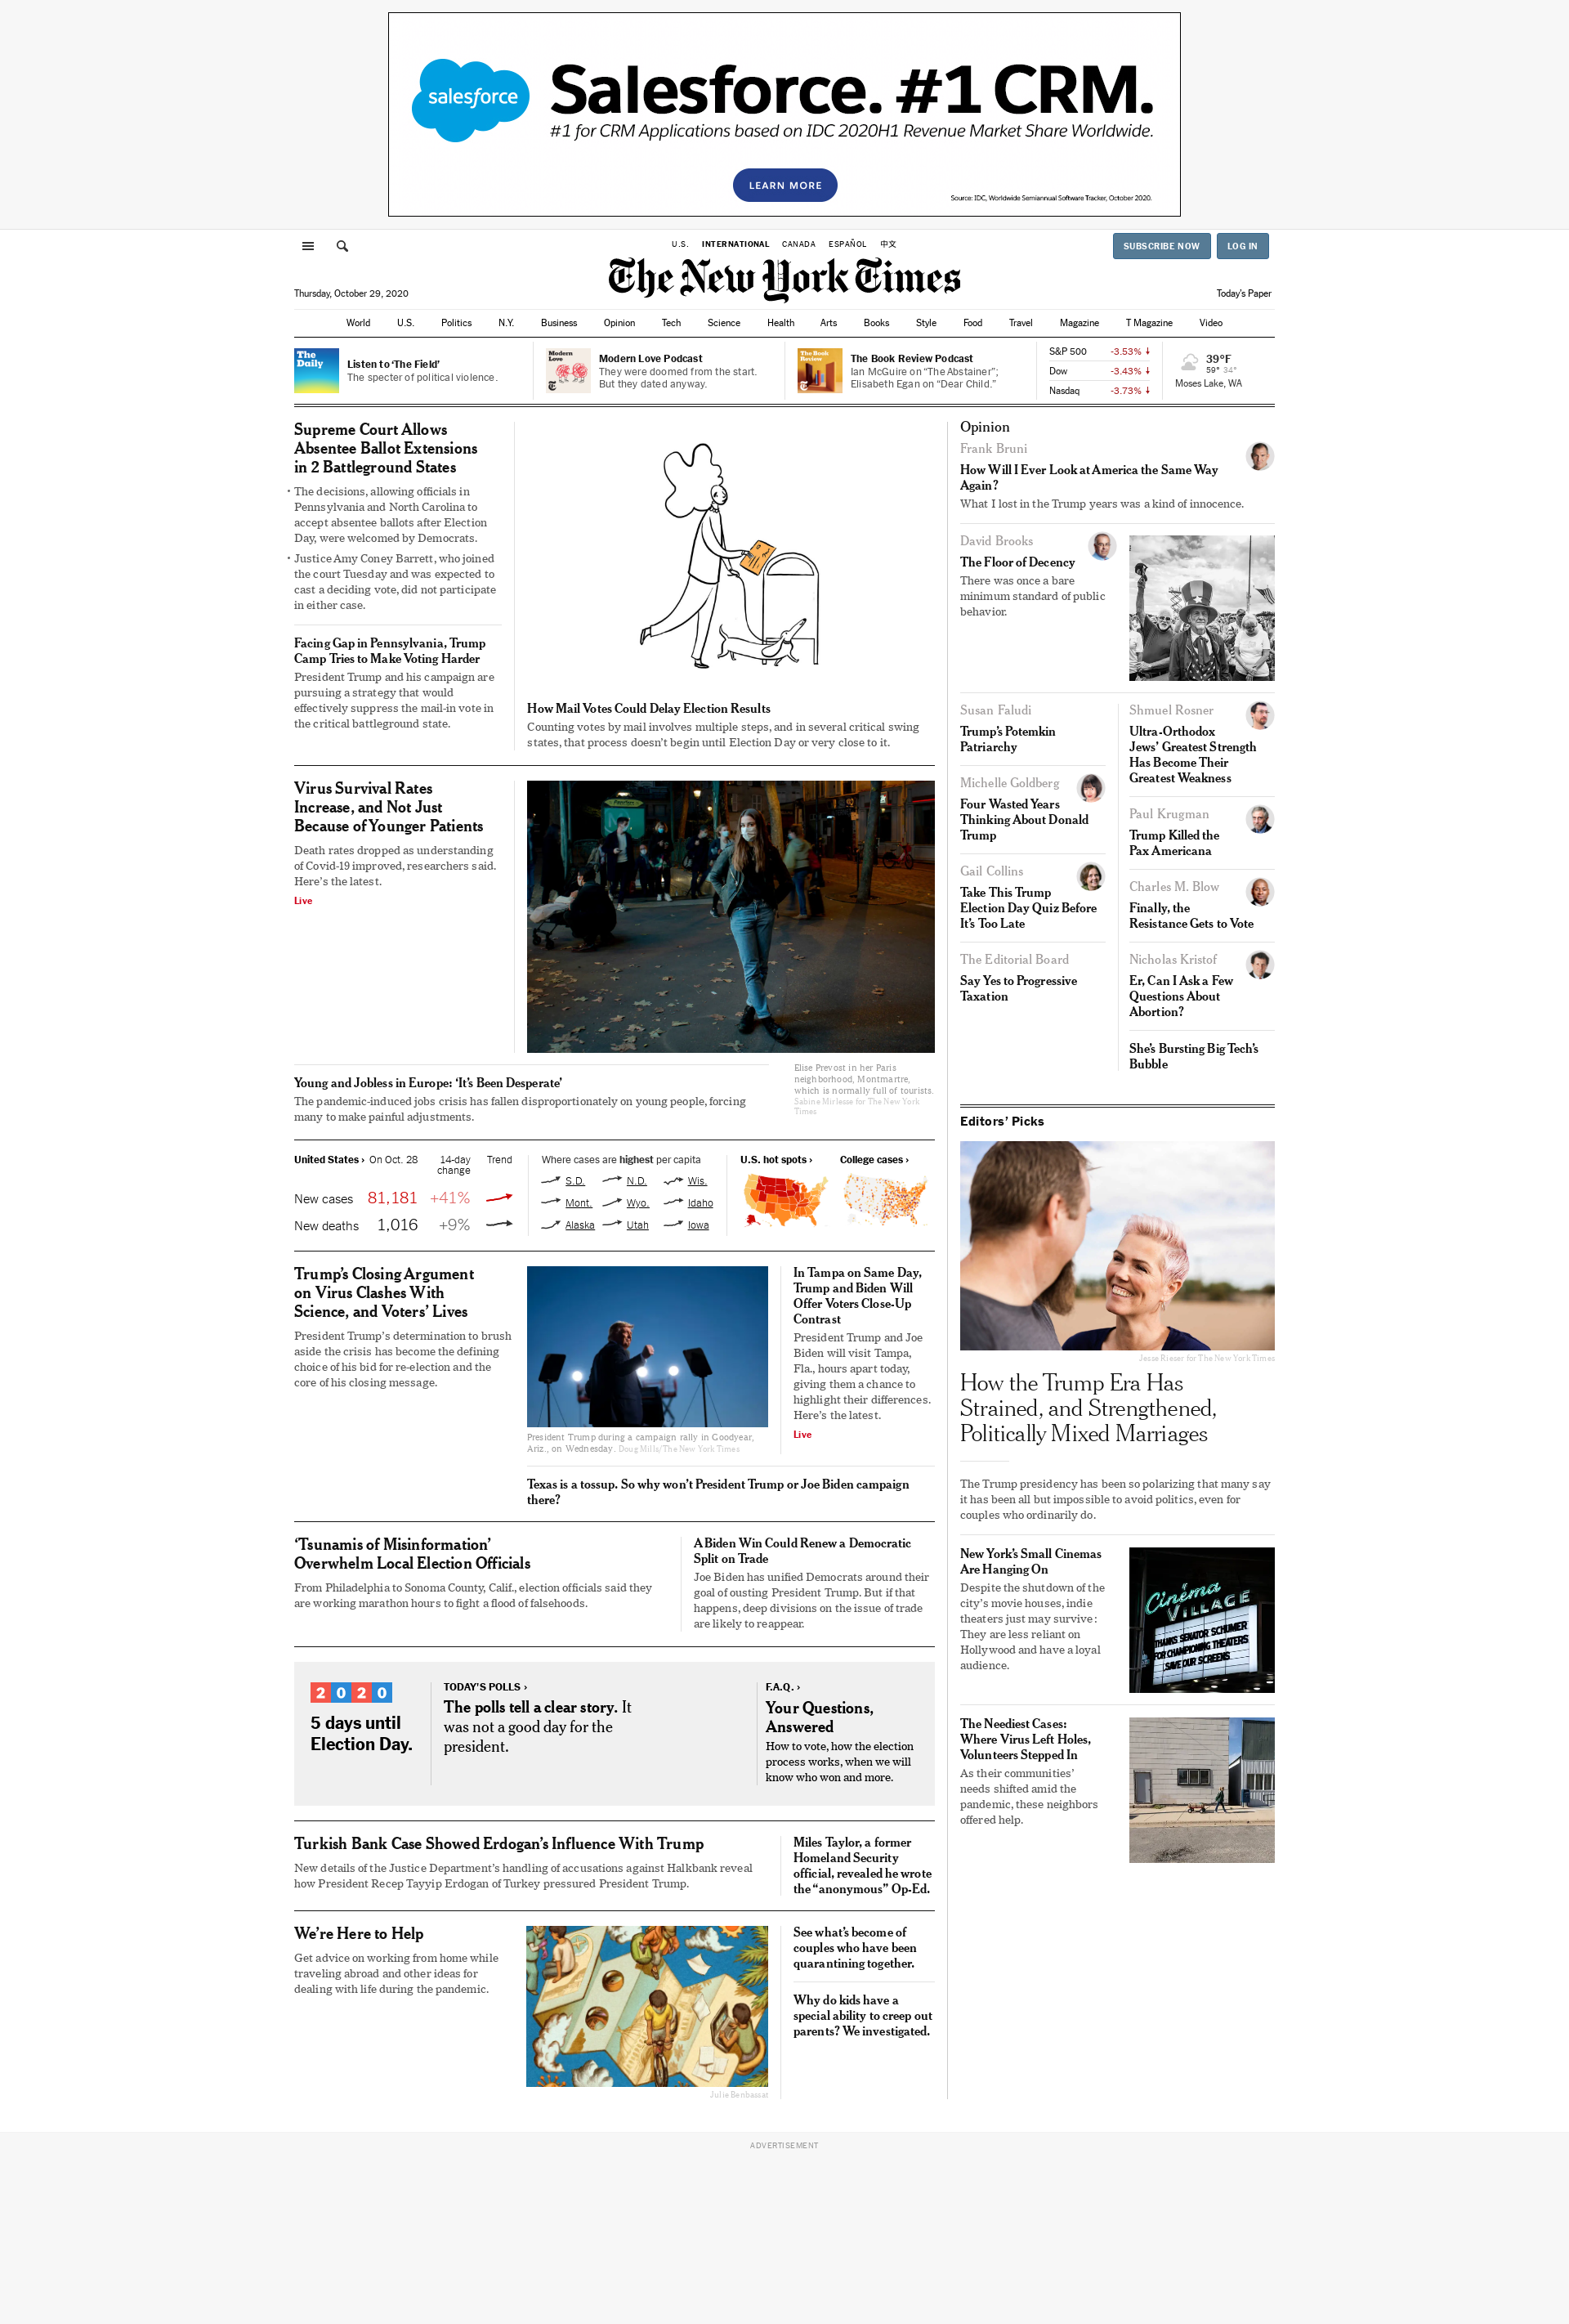 salesforce
Salesforce. #1 CRM.
#1 for CRM Applications based on IDC 2020H1 Revenue Market Share Worldwide.
LEARN MORE
Source: IDC, Worldwide Semiannual Software Tracker, October 2020.
U.S. INTERNATIONAL CANADA ESPAÑOL 中文
SUBSCRIBE NOW LOG IN
The New York Times
Thursday, October 29, 2020
Today's Paper
World U.S. Politics N.Y. Business Opinion Tech Science Health Arts Books Style Food Travel Magazine T Magazine Video
The
Daily
Listen to 'The Field'
The specter of political violence.
Modern
Love
Modern Love Podcast
They were doomed from the start.
But they dated anyway.
The Book
Review
The Book Review Podcast
Ian McGuire on "The Abstainer";
Elisabeth Egan on "Dear Child."
S&P 500 -3.53%
Dow -3.43%
Nasdaq -3.73%
39°F
59° 34°
Moses Lake, WA
Supreme Court Allows
Absentee Ballot Extensions
in 2 Battleground States
• The decisions, allowing officials in
Pennsylvania and North Carolina to
accept absentee ballots after Election
Day, were welcomed by Democrats.
• Justice Amy Coney Barrett, who joined
the court Tuesday and was expected to
cast a deciding vote, did not participate
in either case.
Facing Gap in Pennsylvania, Trump
Camp Tries to Make Voting Harder
President Trump and his campaign are
pursuing a strategy that would
effectively suppress the mail-in vote in
the critical battleground state.
How Mail Votes Could Delay Election Results
Counting votes by mail involves multiple steps, and in several critical swing
states, that process doesn't begin until Election Day or very close to it.
Virus Survival Rates
Increase, and Not Just
Because of Younger Patients
Death rates dropped as understanding
of Covid-19 improved, researchers said.
Here's the latest.
Live
Young and Jobless in Europe: 'It's Been Desperate'
The pandemic-induced jobs crisis has fallen disproportionately on young people, forcing
many to make painful adjustments.
Elise Prevost in her Paris
neighborhood, Montmartre,
which is normally full of tourists.
Sabine Mirlesse for The New York
Times
United States › On Oct. 28 14-day
change Trend
New cases 81,181 +41%
New deaths 1,016 +9%
Where cases are highest per capita
S.D. N.D. Wis.
Mont. Wyo. Idaho
Alaska Utah Iowa
U.S. hot spots ›
College cases ›
Trump's Closing Argument
on Virus Clashes With
Science, and Voters' Lives
President Trump's determination to brush
aside the crisis has become the defining
choice of his bid for re-election and the
core of his closing message.
President Trump during a campaign rally in Goodyear,
Ariz., on Wednesday. Doug Mills/The New York Times
In Tampa on Same Day,
Trump and Biden Will
Offer Voters Close-Up
Contrast
President Trump and Joe
Biden will visit Tampa,
Fla., hours apart today,
giving them a chance to
highlight their differences.
Here's the latest.
Live
Texas is a tossup. So why won't President Trump or Joe Biden campaign
there?
'Tsunamis of Misinformation'
Overwhelm Local Election Officials
From Philadelphia to Sonoma County, Calif., election officials said they
are working marathon hours to fight a flood of falsehoods.
A Biden Win Could Renew a Democratic
Split on Trade
Joe Biden has unified Democrats around their
goal of ousting President Trump. But if that
happens, deep divisions on the issue of trade
are likely to reappear.
2020
5 days until
Election Day.
TODAY'S POLLS ›
The polls tell a clear story. It
was not a good day for the
president.
F.A.Q. ›
Your Questions,
Answered
How to vote, how the election
process works, when we will
know who won and more.
Turkish Bank Case Showed Erdogan's Influence With Trump
New details of the Justice Department's handling of accusations against Halkbank reveal
how President Recep Tayyip Erdogan of Turkey pressured President Trump.
Miles Taylor, a former
Homeland Security
official, revealed he wrote
the "anonymous" Op-Ed.
We're Here to Help
Get advice on working from home while
traveling abroad and other ideas for
dealing with life during the pandemic.
Julie Benbassat
See what's become of
couples who have been
quarantining together.
Why do kids have a
special ability to creep out
parents? We investigated.
Opinion
Frank Bruni
How Will I Ever Look at America the Same Way
Again?
What I lost in the Trump years was a kind of innocence.
David Brooks
The Floor of Decency
There was once a bare
minimum standard of public
behavior.
Susan Faludi
Trump's Potemkin
Patriarchy
Michelle Goldberg
Four Wasted Years
Thinking About Donald
Trump
Gail Collins
Take This Trump
Election Day Quiz Before
It's Too Late
The Editorial Board
Say Yes to Progressive
Taxation
Shmuel Rosner
Ultra-Orthodox
Jews' Greatest Strength
Has Become Their
Greatest Weakness
Paul Krugman
Trump Killed the
Pax Americana
Charles M. Blow
Finally, the
Resistance Gets to Vote
Nicholas Kristof
Er, Can I Ask a Few
Questions About
Abortion?
She's Bursting Big Tech's
Bubble
Editors' Picks
Jesse Rieser for The New York Times
How the Trump Era Has
Strained, and Strengthened,
Politically Mixed Marriages
The Trump presidency has been so polarizing that many say
it has been all but impossible to avoid politics, even for
couples who ordinarily do.
New York's Small Cinemas
Are Hanging On
Despite the shutdown of the
city's movie houses, indie
theaters just may survive:
They are less reliant on
Hollywood and have a loyal
audience.
Cinema
VILLAGE
THANKS SENATOR SCHUMER
FOR CHAMPIONING THEATERS
SAVE OUR SCREENS
The Neediest Cases:
Where Virus Left Holes,
Volunteers Stepped In
As their communities'
needs shifted amid the
pandemic, these neighbors
offered help.
ADVERTISEMENT